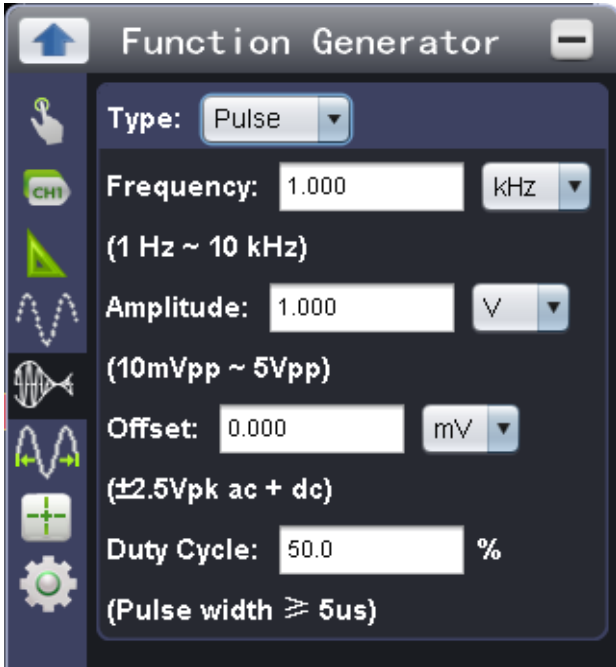 Function Generator
Type: Pulse
CH1
Frequency: 1.000 kHz
(1 Hz ~ 10 kHz)
Amplitude: 1.000 V
(10mVpp ~ 5Vpp)
Offset: 0.000 mV
(±2.5Vpk ac + dc)
Duty Cycle: 50.0 %
(Pulse width ≥ 5us)